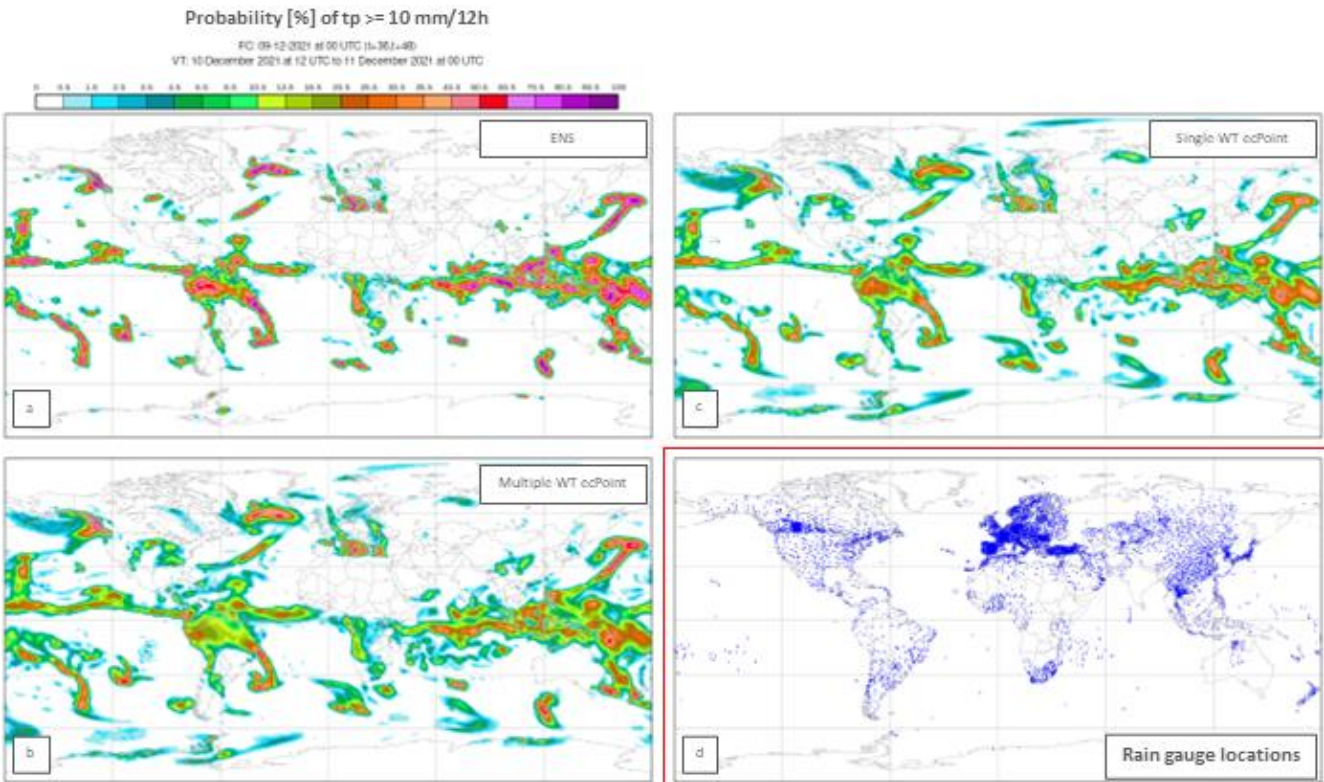 Probability [%] of tp >= 10 mm/12h
FC: 09-12-2021 at 00 UTC (t=36,t=48)
VT: 10 December 2021 at 12 UTC to 11 December 2021 at 00 UTC
ENS
Single WT ecPoint
a
c
Multiple WT ecPoint
b
d
Rain gauge locations